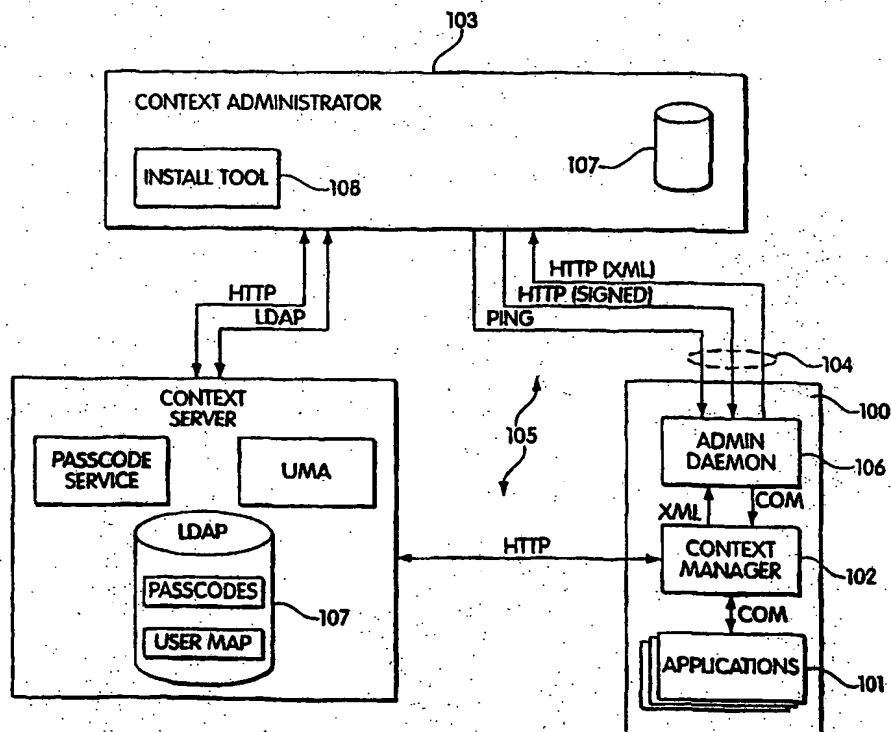 103
CONTEXT ADMINISTRATOR
INSTALL TOOL
108
107
HTTP
LDAP
HTTP (XML)
HTTP (SIGNED)
PING
104
100
CONTEXT
SERVER
PASSCODE
SERVICE
UMA
105
ADMIN
DAEMON
106
XML
COM
LDAP
PASSCODES
USER MAP
107
HTTP
CONTEXT
MANAGER
102
COM
APPLICATIONS
101